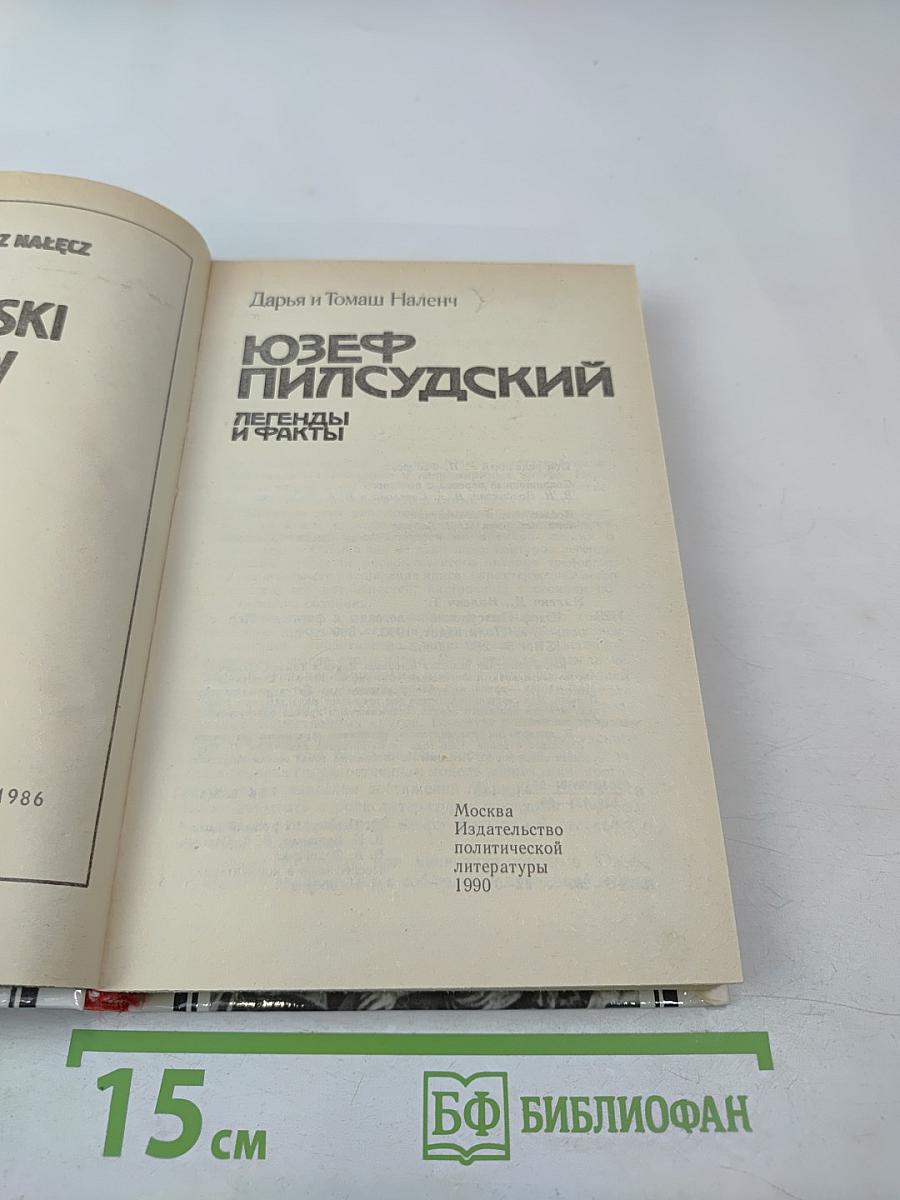 Z NAŁĘCZ
SKI
1986
Дарья и Томаш Наленч
ЮЗЕФ
ПИЛСУДСКИЙ
ЛЕГЕНДЫ
И ФАКТЫ
Москва
Издательство
политической
литературы
1990
15 см
БФ БИБЛИОФАН